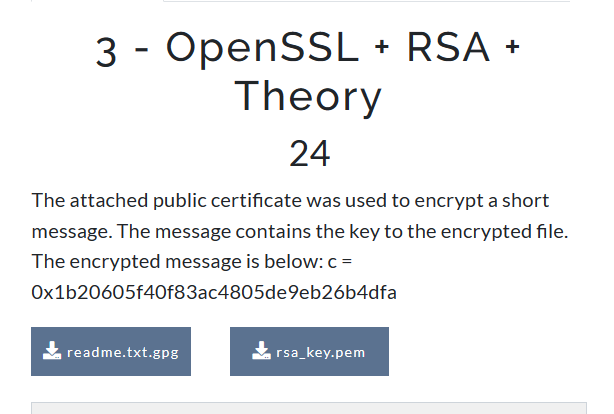 3 - OpenSSL + RSA +
Theory
24
The attached public certificate was used to encrypt a short
message. The message contains the key to the encrypted file.
The encrypted message is below: c =
0x1b20605f40f83ac4805de9eb26b4dfa
readme.txt.gpg
rsa_key.pem